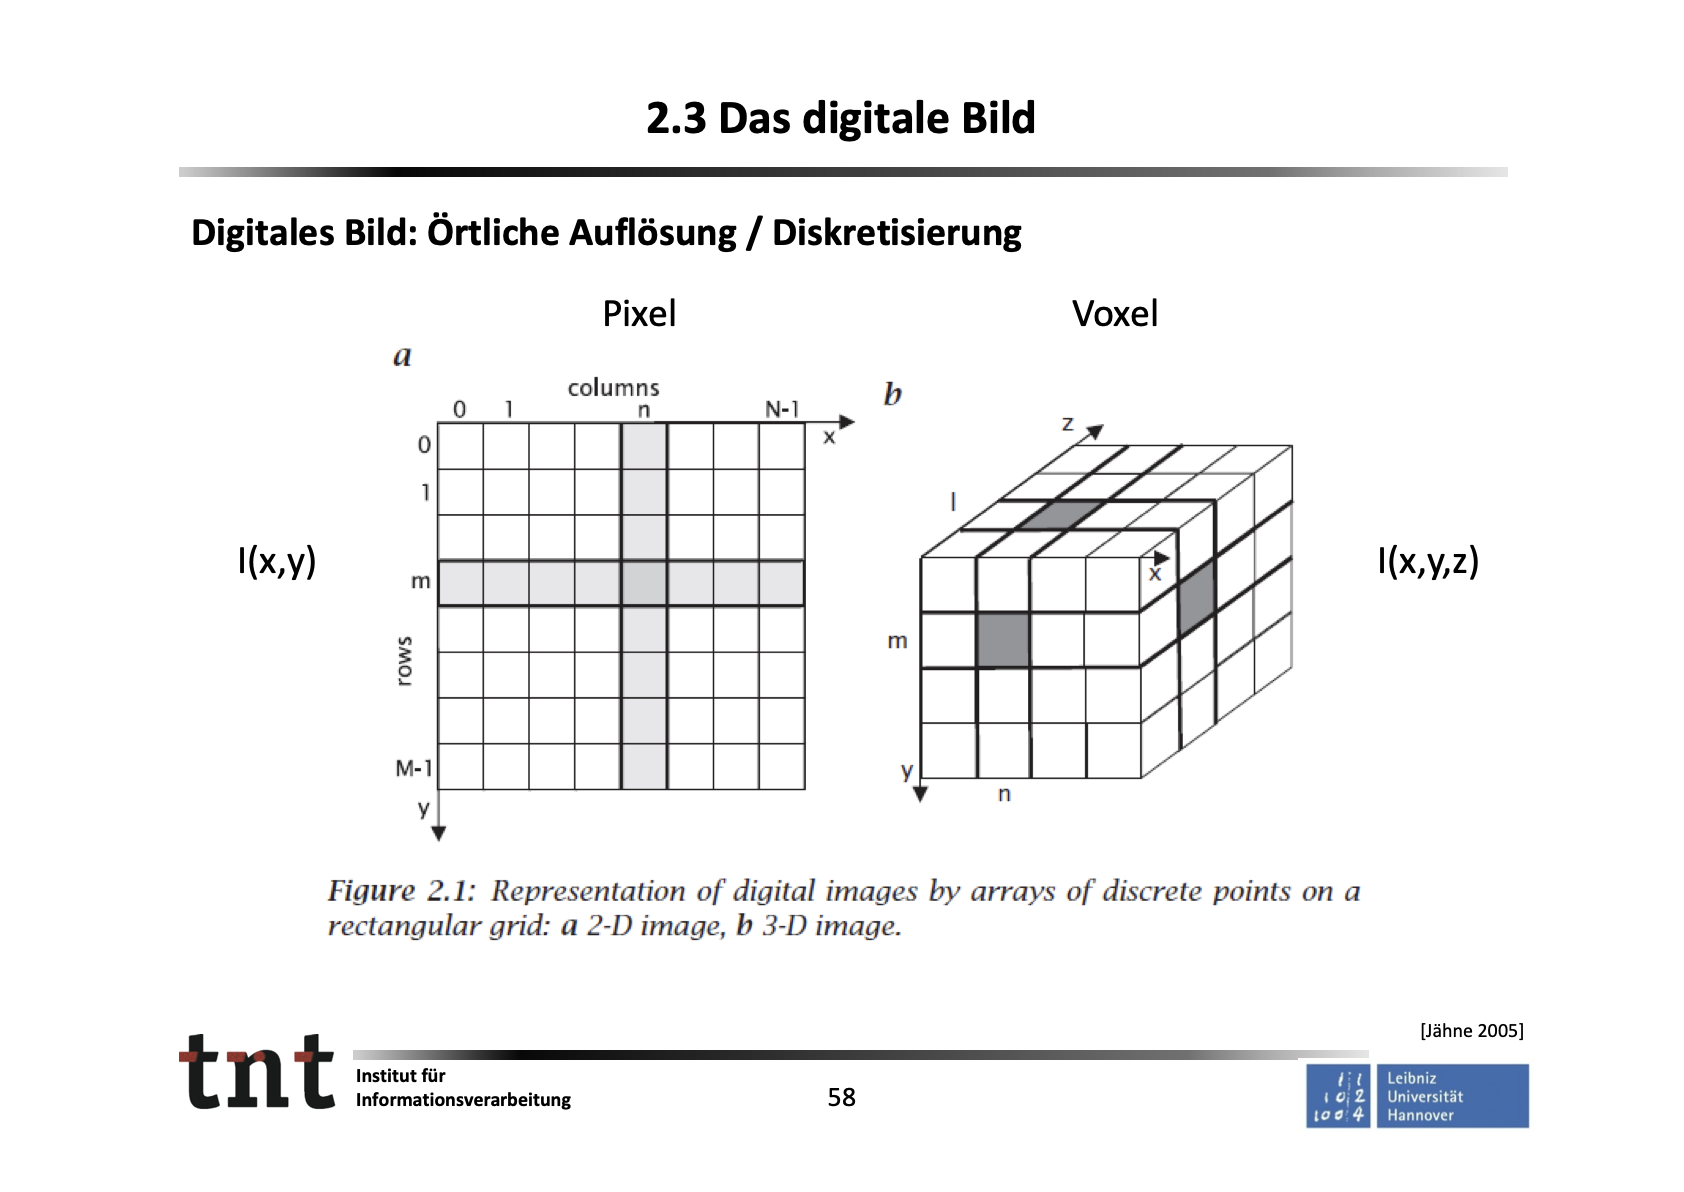 2.3 Das digitale Bild
Digitales Bild: Örtliche Auflösung / Diskretisierung
Pixel
Voxel
a
columns
0 1 n N-1
x
0
1
m
rows
M-1
y
I(x,y)
b
z
l
x
m
y
n
I(x,y,z)
Figure 2.1: Representation of digital images by arrays of discrete points on a
rectangular grid: a 2-D image, b 3-D image.
[Jähne 2005]
tnt
Institut für
Informationsverarbeitung
58
Leibniz
Universität
Hannover